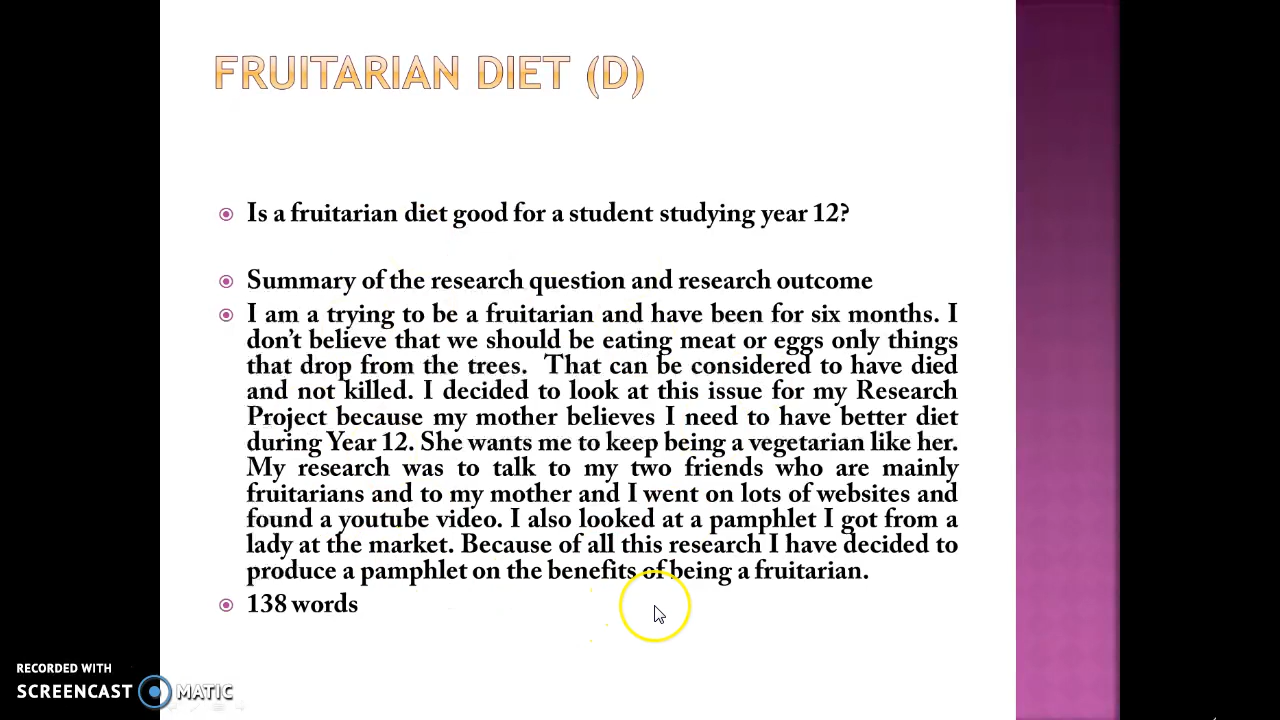 FRUITARIAN DIET (D)
Is a fruitarian diet good for a student studying year 12?
Summary of the research question and research outcome
I am a trying to be a fruitarian and have been for six months. I
don't believe that we should be eating meat or eggs only things
that drop from the trees. That can be considered to have died
and not killed. I decided to look at this issue for my Research
Project because my mother believes I need to have better diet
during Year 12. She wants me to keep being a vegetarian like her.
My research was to talk to my two friends who are mainly
fruitarians and to my mother and I went on lots of websites and
found a youtube video. I also looked at a pamphlet I got from a
lady at the market. Because of all this research I have decided to
produce a pamphlet on the benefits of being a fruitarian.
138 words
RECORDED WITH
SCREENCAST MATIC